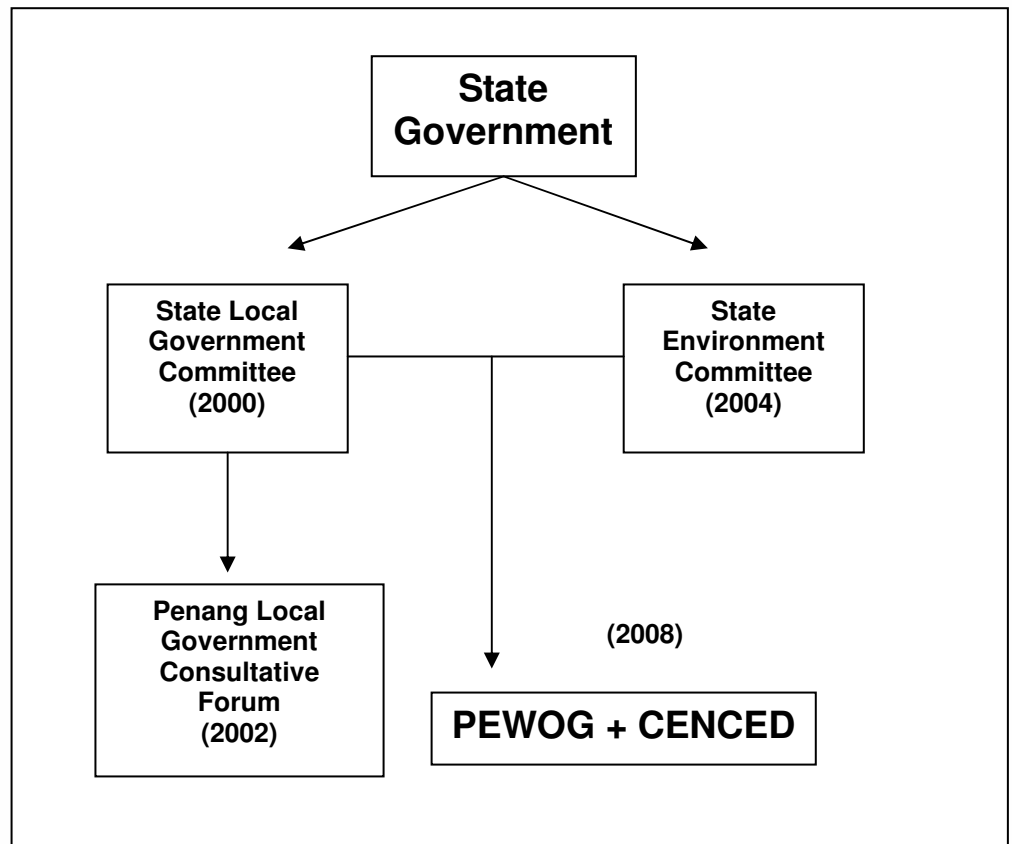 State
Government
State Local
Government
Committee
(2000)
State
Environment
Committee
(2004)
Penang Local
Government
Consultative
Forum
(2002)
(2008)
PEWOG + CENCED